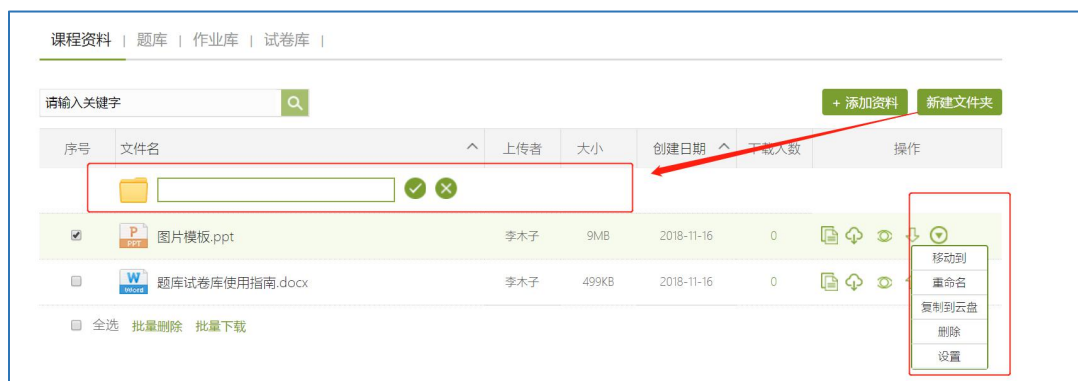 课程资料 | 题库 | 作业库 | 试卷库 |
请输入关键字
+ 添加资料 新建文件夹
序号 文件名 上传者 大小 创建日期 下载人数 操作
P PPT 图片模板.ppt 李木子 9MB 2018-11-16 0
移动到
W Word 题库试卷库使用指南.docx 李木子 499KB 2018-11-16 0
重命名
复制到云盘
全选 批量删除 批量下载
删除
设置